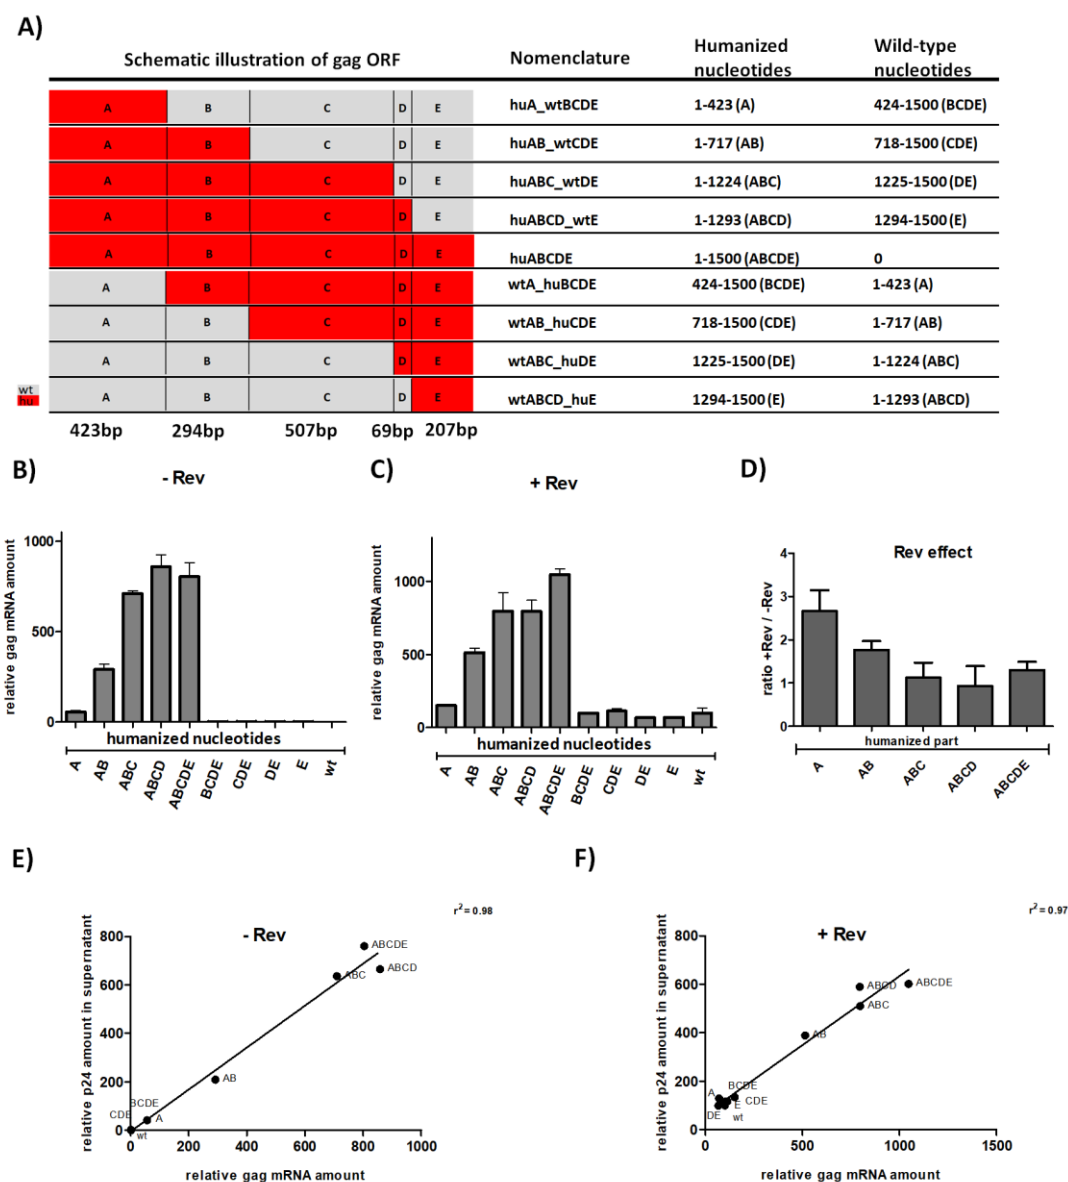 A)
Schematic illustration of gag ORF
Nomenclature
Humanized nucleotides
Wild-type nucleotides
A B C D E huA_wtBCDE 1-423 (A) 424-1500 (BCDE)
A B C D E huAB_wtCDE 1-717 (AB) 718-1500 (CDE)
A B C D E huABC_wtDE 1-1224 (ABC) 1225-1500 (DE)
A B C D E huABCD_wtE 1-1293 (ABCD) 1294-1500 (E)
A B C D E huABCDE 1-1500 (ABCDE) 0
A B C D E wtA_huBCDE 424-1500 (BCDE) 1-423 (A)
A B C D E wtAB_huCDE 718-1500 (CDE) 1-717 (AB)
A B C D E wtABC_huDE 1225-1500 (DE) 1-1224 (ABC)
wt
hu
A B C D E wtABCD_huE 1294-1500 (E) 1-1293 (ABCD)
423bp 294bp 507bp 69bp 207bp
B)
- Rev
relative gag mRNA amount
1000
500
0
humanized nucleotides
A AB ABC ABCD ABCDE BCDE CDE DE E wt
C)
+ Rev
relative gag mRNA amount
1000
500
0
humanized nucleotides
A AB ABC ABCD ABCDE BCDE CDE DE E wt
D)
Rev effect
ratio +Rev / -Rev
4
3
2
1
0
humanized part
A AB ABC ABCD ABCDE
E)
r² = 0.98
- Rev
relative p24 amount in supernatant
800
600
400
200
0
ABCDE
ABCD
ABC
AB
BCDE
CDE
A
wt
0 200 400 600 800 1000
relative gag mRNA amount
F)
r² = 0.97
+ Rev
relative p24 amount in supernatant
800
600
400
200
0
ABCD
ABCDE
ABC
AB
BCDE
A
CDE
E
DE
wt
0 500 1000 1500
relative gag mRNA amount